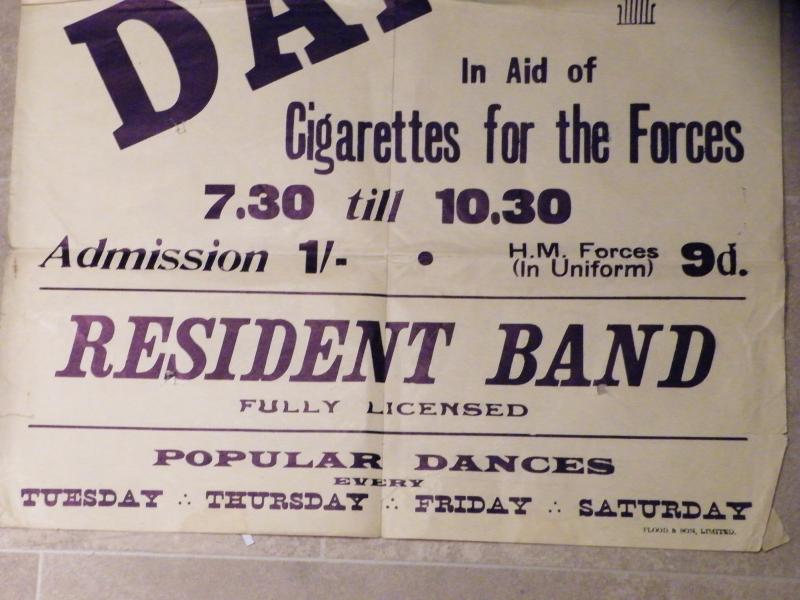 DA
In Aid of
Cigarettes for the Forces
7.30 till 10.30
Admission 1/- • H.M. Forces (In Uniform) 9d.
RESIDENT BAND
FULLY LICENSED
POPULAR DANCES
EVERY
TUESDAY ∴ THURSDAY ∴ FRIDAY ∴ SATURDAY
FLOOD & SON, LIMITED.